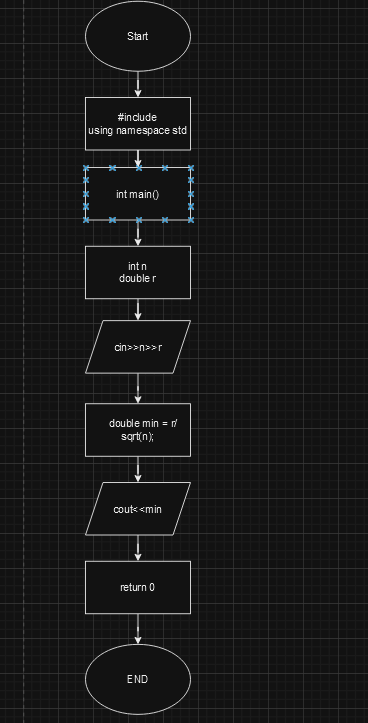 Start
#include
using namespace std
int main()
int n
double r
cin>>n>>r
double min = r/
sqrt(n);
cout<<min
return 0
END